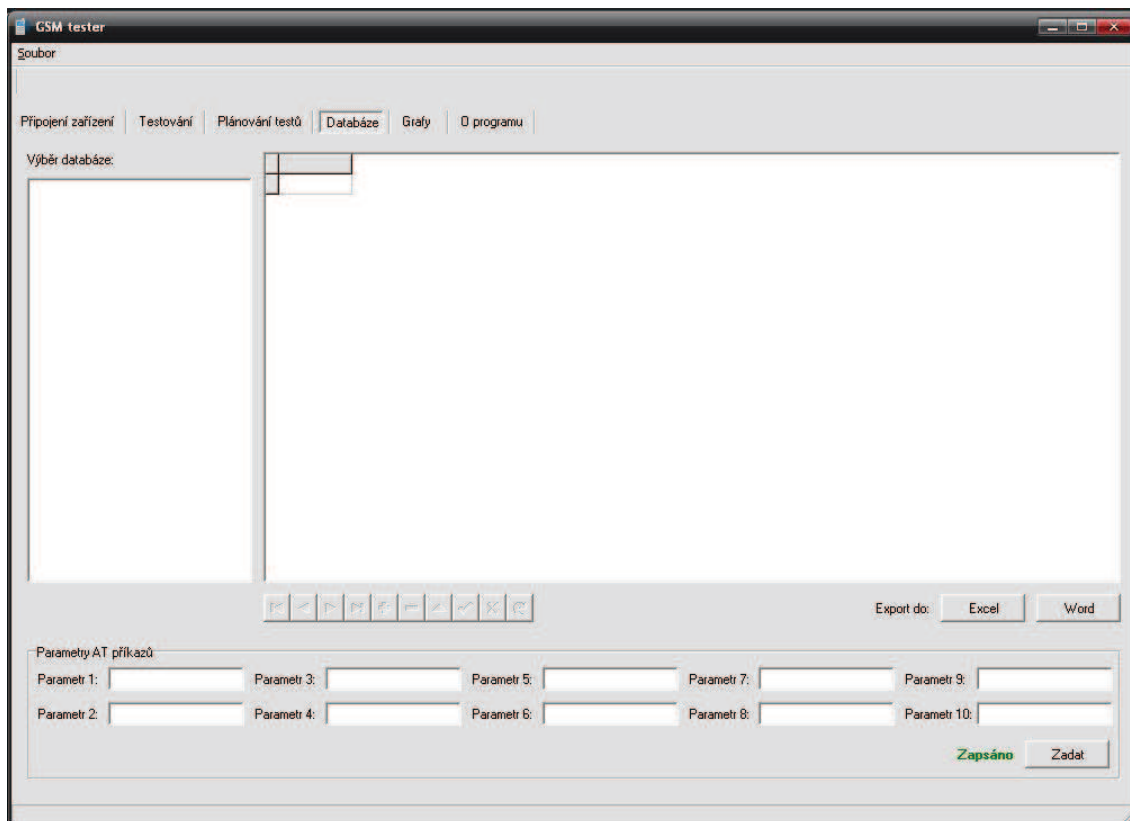 GSM tester
Soubor
Připojení zařízení Testování Plánování testů Databáze Grafy O programu
Výběr databáze:
Export do: Excel Word
Parametry AT příkazů
Parametr 1: Parametr 3: Parametr 5: Parametr 7: Parametr 9:
Parametr 2: Parametr 4: Parametr 6: Parametr 8: Parametr 10:
Zapsáno Zadat